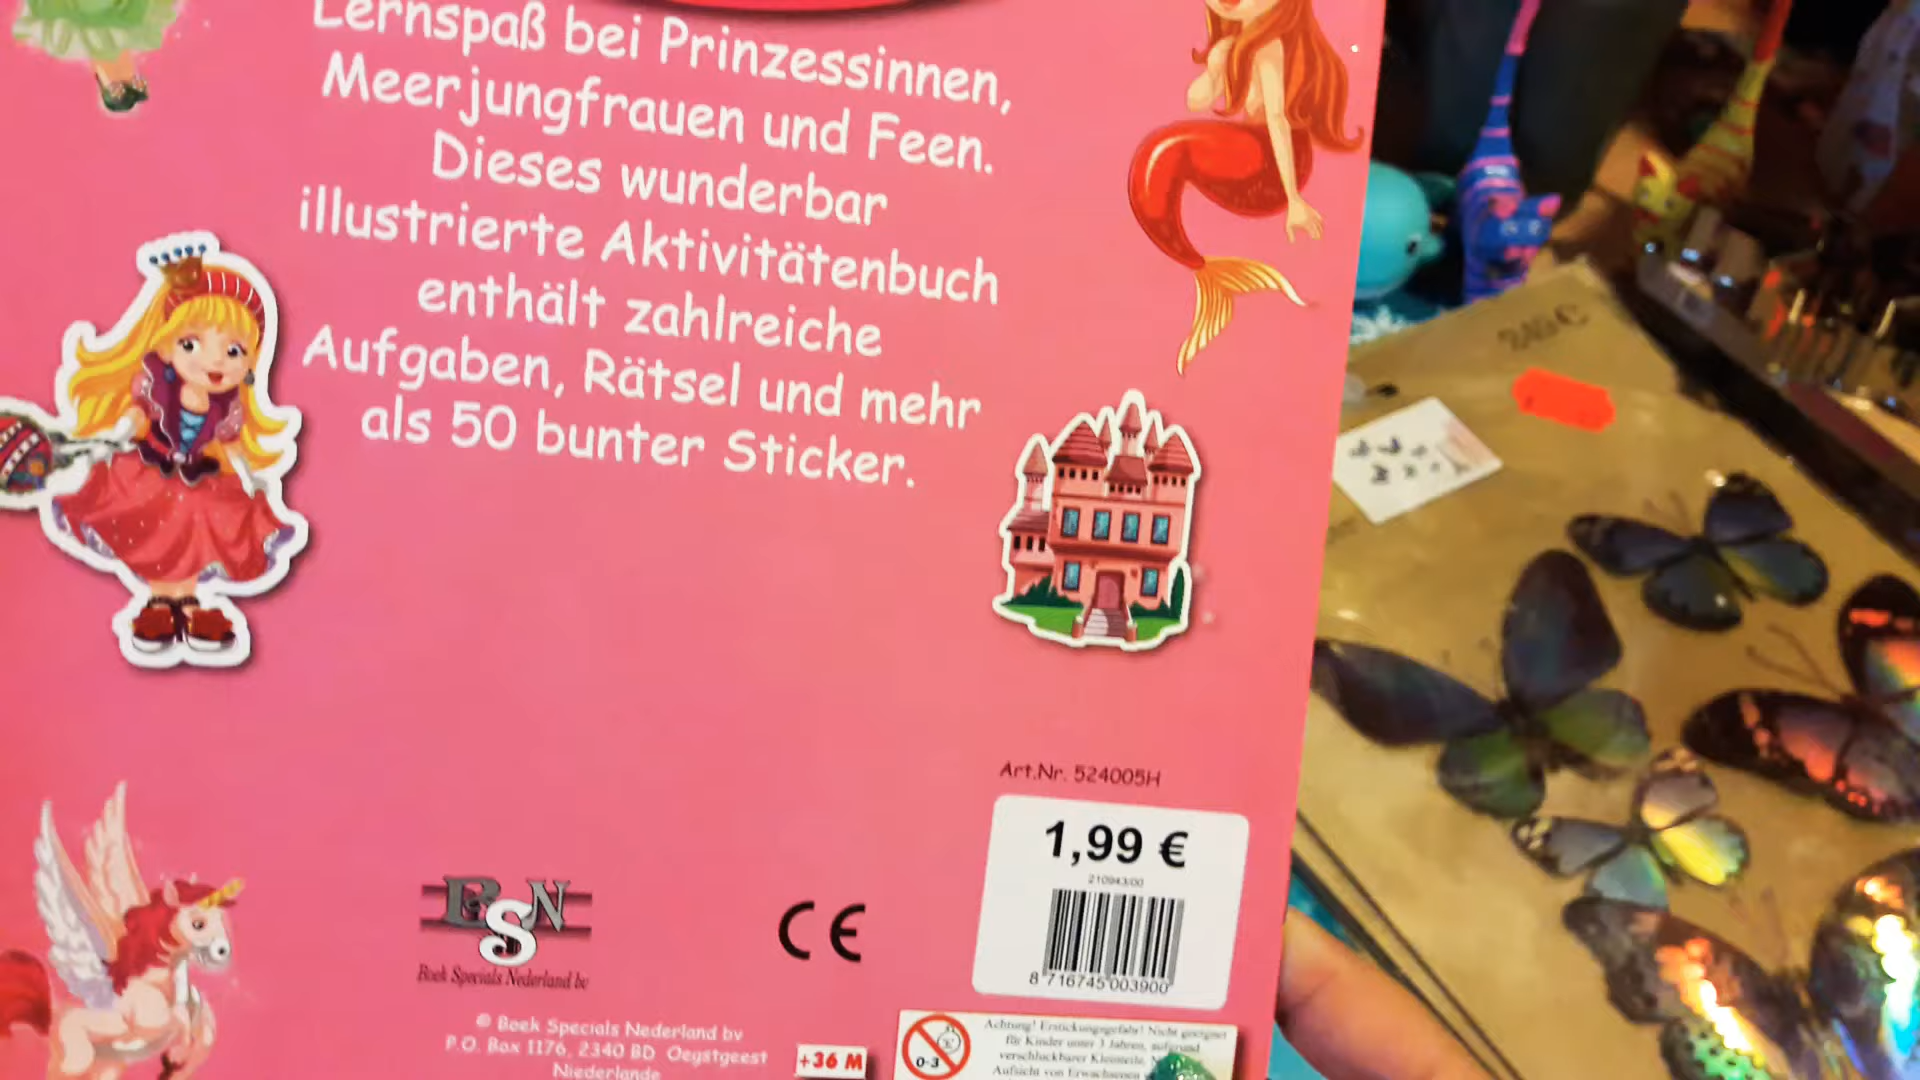 Lernspaß bei Prinzessinnen,
Meerjungfrauen und Feen.
Dieses wunderbar
illustrierte Aktivitätenbuch
enthält zahlreiche
Aufgaben, Rätsel und mehr
als 50 bunter Sticker.
Art.Nr. 524005H
1,99 €
210943/00
8 716745 003900
BSN
Boek Specials Nederland bv
CE
© Boek Specials Nederland bv
P.O. Box 1176, 2340 BD Oegstgeest
Niederlande
+36 M
0-3
Achtung! Erstickungsgefahr! Nicht geeignet
für Kinder unter 3 Jahren, aufgrund
verschluckbarer Kleinteile.
Aufsicht von Erwachsenen